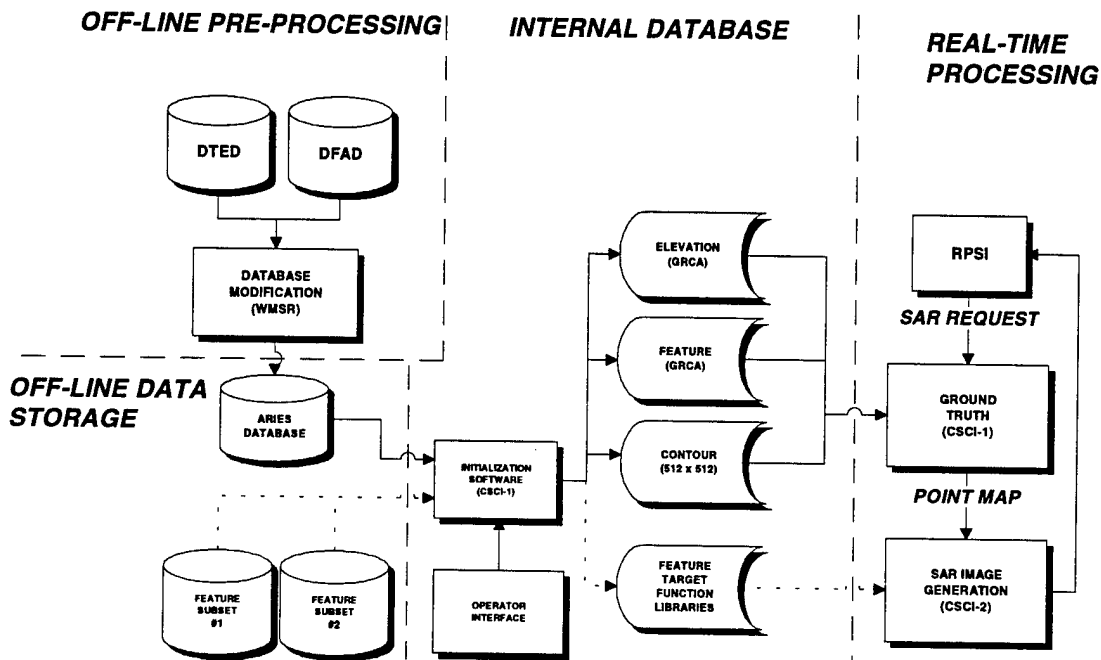 OFF-LINE PRE-PROCESSING
INTERNAL DATABASE
REAL-TIME
PROCESSING
DTED
DFAD
DATABASE
MODIFICATION
(WMSR)
ELEVATION
(GRCA)
RPSI
SAR REQUEST
FEATURE
(GRCA)
OFF-LINE DATA
STORAGE
ARIES
DATABASE
GROUND
TRUTH
(CSCI-1)
INITIALIZATION
SOFTWARE
(CSCI-1)
CONTOUR
(512 x 512)
POINT MAP
FEATURE
SUBSET
#1
FEATURE
SUBSET
#2
OPERATOR
INTERFACE
FEATURE
TARGET
FUNCTION
LIBRARIES
SAR IMAGE
GENERATION
(CSCI-2)